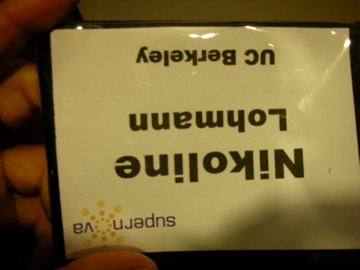 supernova
Nikoline
Lohmann
UC Berkeley